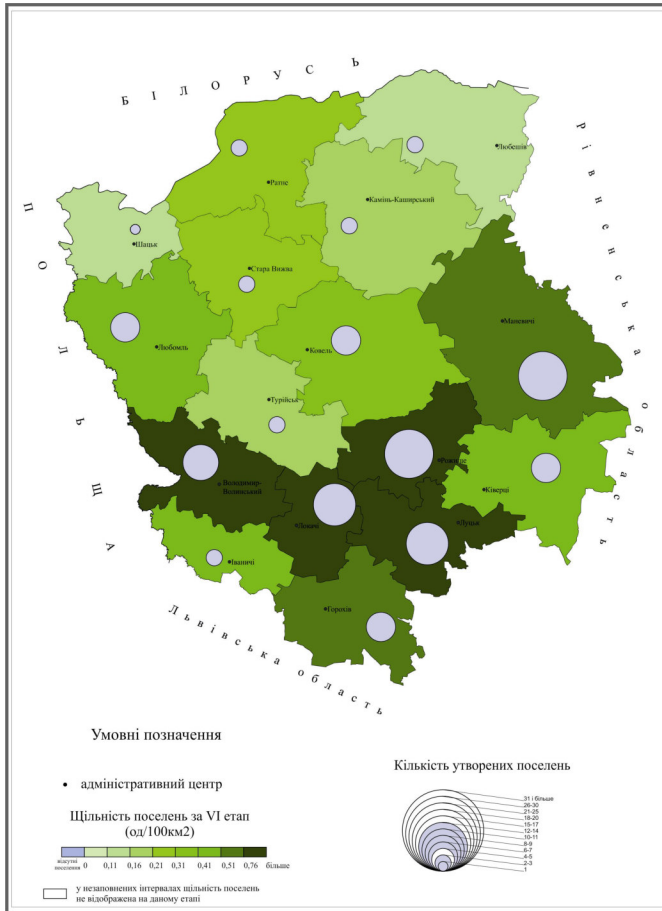 Б І Л О Р У С Ь
Р і в н е н с ь к а о б л а с т ь
П О Л Ь Щ А
Любешів
Ратне
Камінь-Каширський
Шацьк
Стара Вижва
Маневичі
Любомль
Ковель
Турійськ
Рожище
Володимир-
Волинський
Ківерці
Локачі
Луцьк
Іваничі
Горохів
Л ь в і в с ь к а о б л а с т ь
Умовні позначення
адміністративний центр
Щільність поселень за VI етап
(од/100км2)
відсутні
поселення
0 0,11 0,16 0,21 0,31 0,41 0,51 0,76 більше
у незаповнених інтервалах щільність поселень
не відображена на даному етапі
Кількість утворених поселень
31 і більше
26-30
21-25
18-20
15-17
12-14
10-11
8-9
6-7
4-5
2-3
1